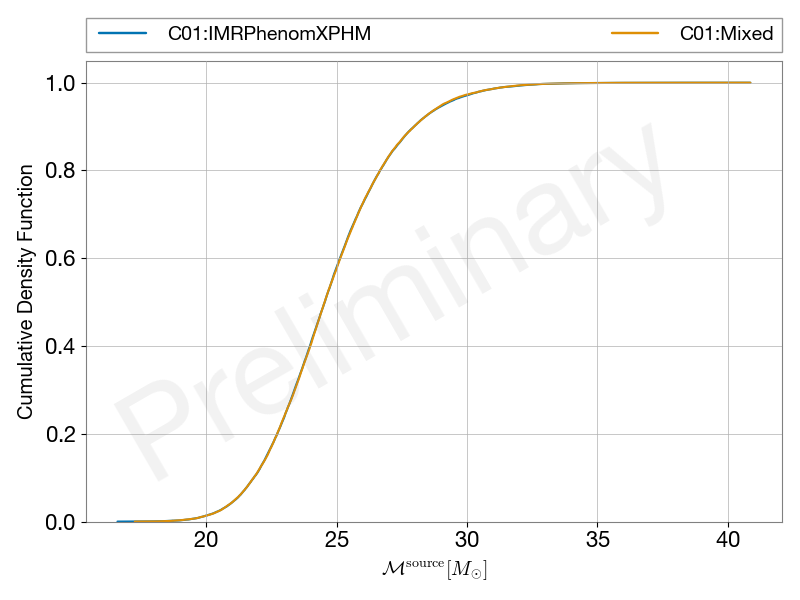 C01:IMRPhenomXPHM C01:Mixed
Cumulative Density Function
1.0
0.8
0.6
0.4
0.2
0.0
Preliminary
20 25 30 35 40
ℳ^source [M_⊙]